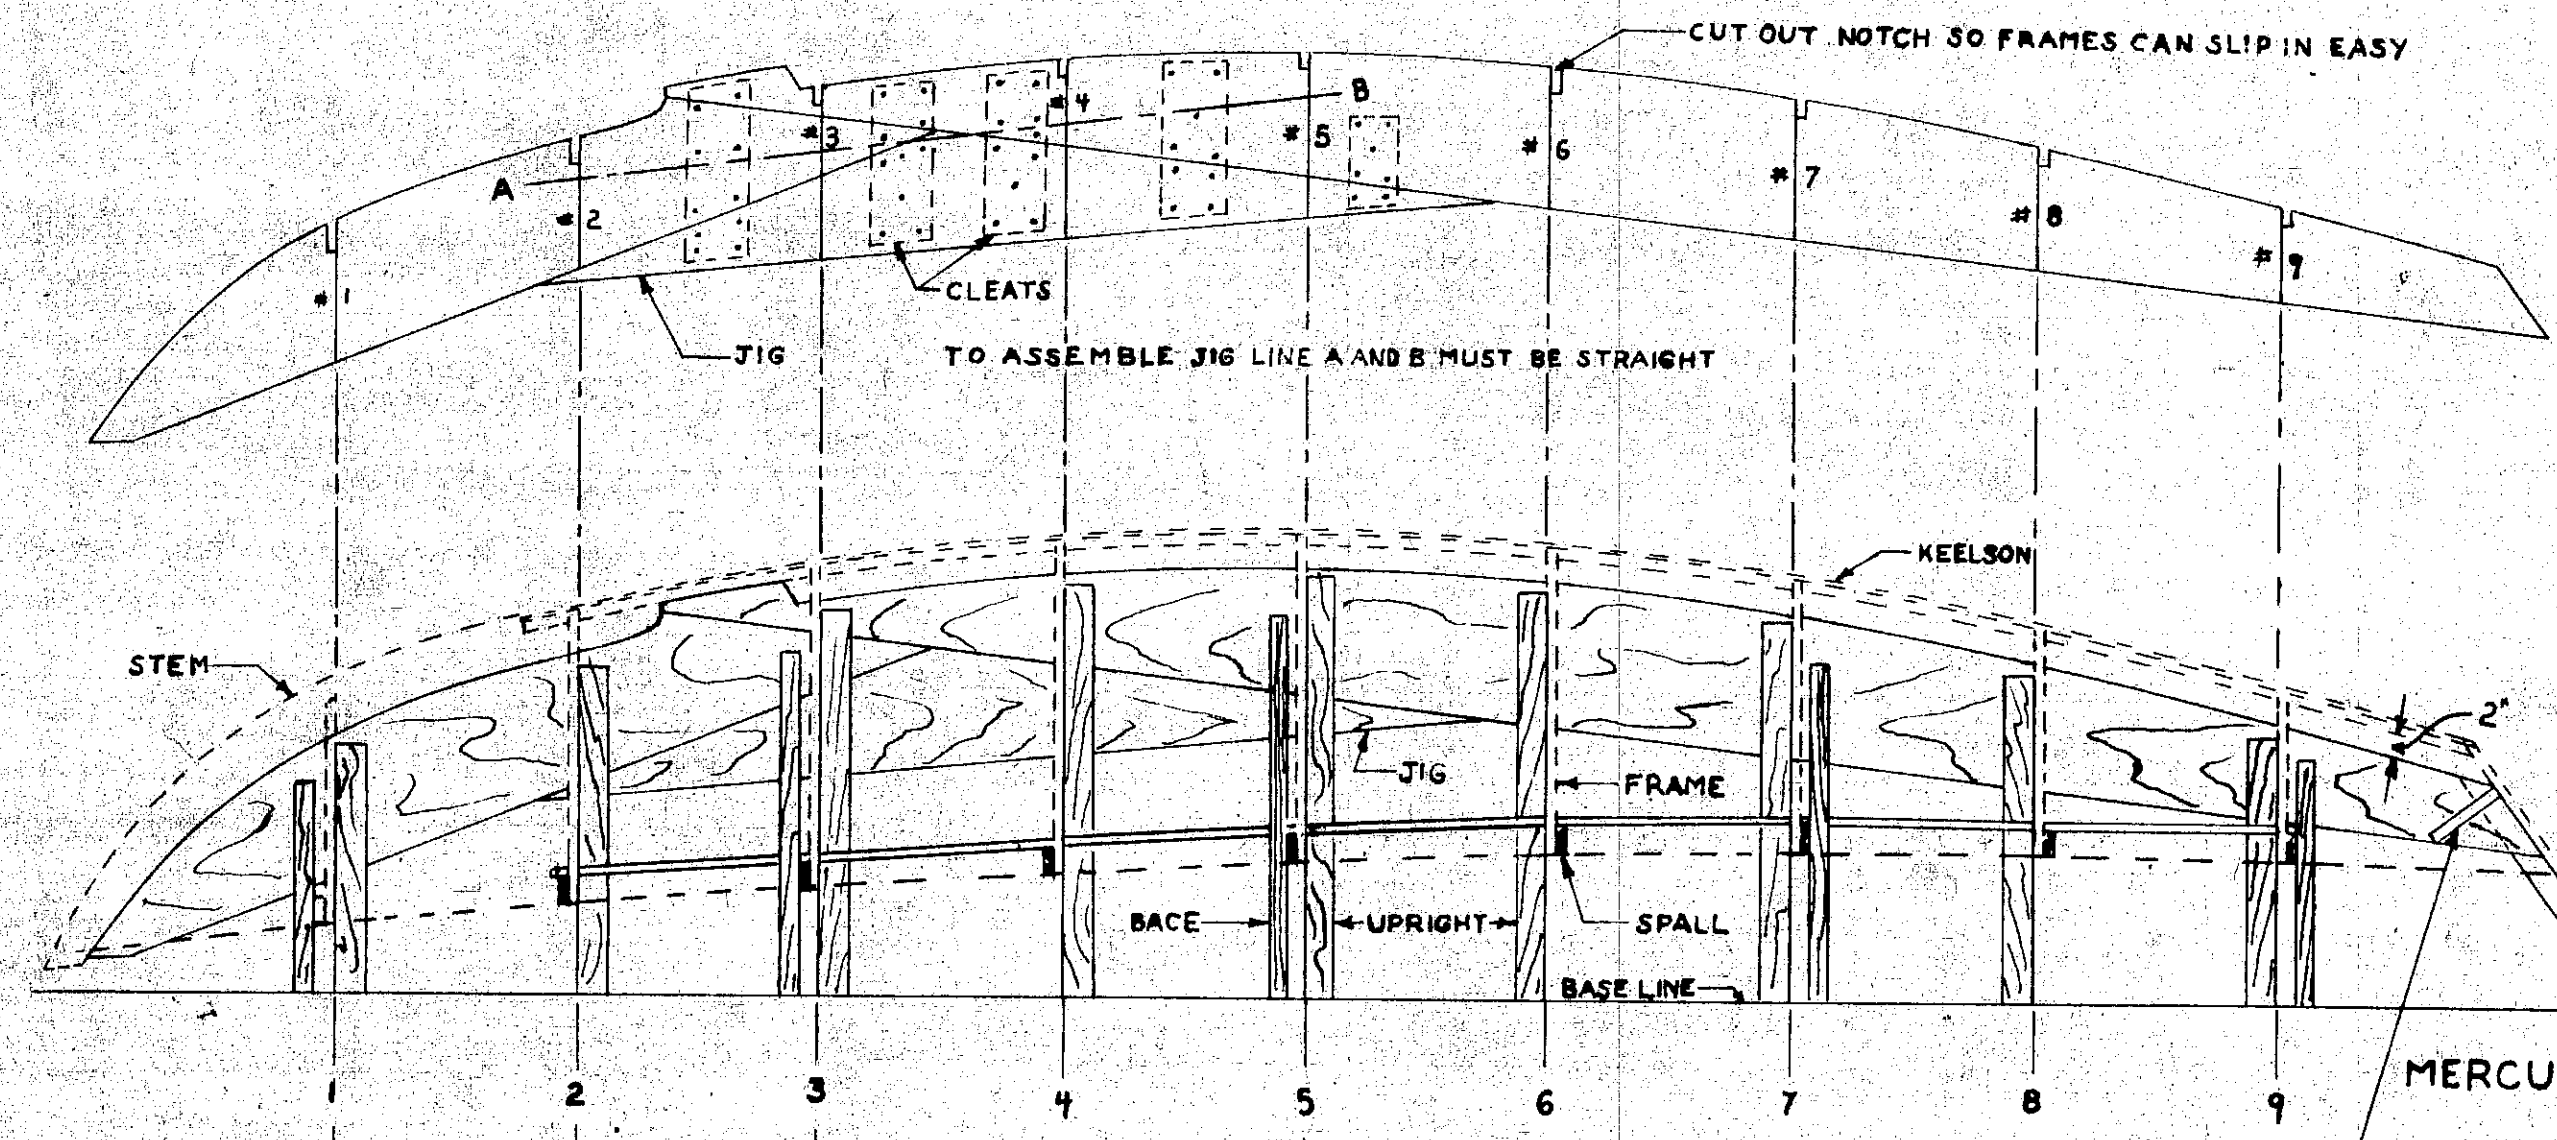 CUT OUT NOTCH SO FRAMES CAN SLIP IN EASY
B
# 4
# 3
# 5
# 6
# 7
A
# 2
# 8
# 9
# 1
CLEATS
JIG
TO ASSEMBLE JIG LINE A AND B MUST BE STRAIGHT
KEELSON
STEM
2"
JIG
FRAME
BACE
UPRIGHT
SPALL
BASE LINE
MERCU
1
2
3
4
5
6
7
8
9